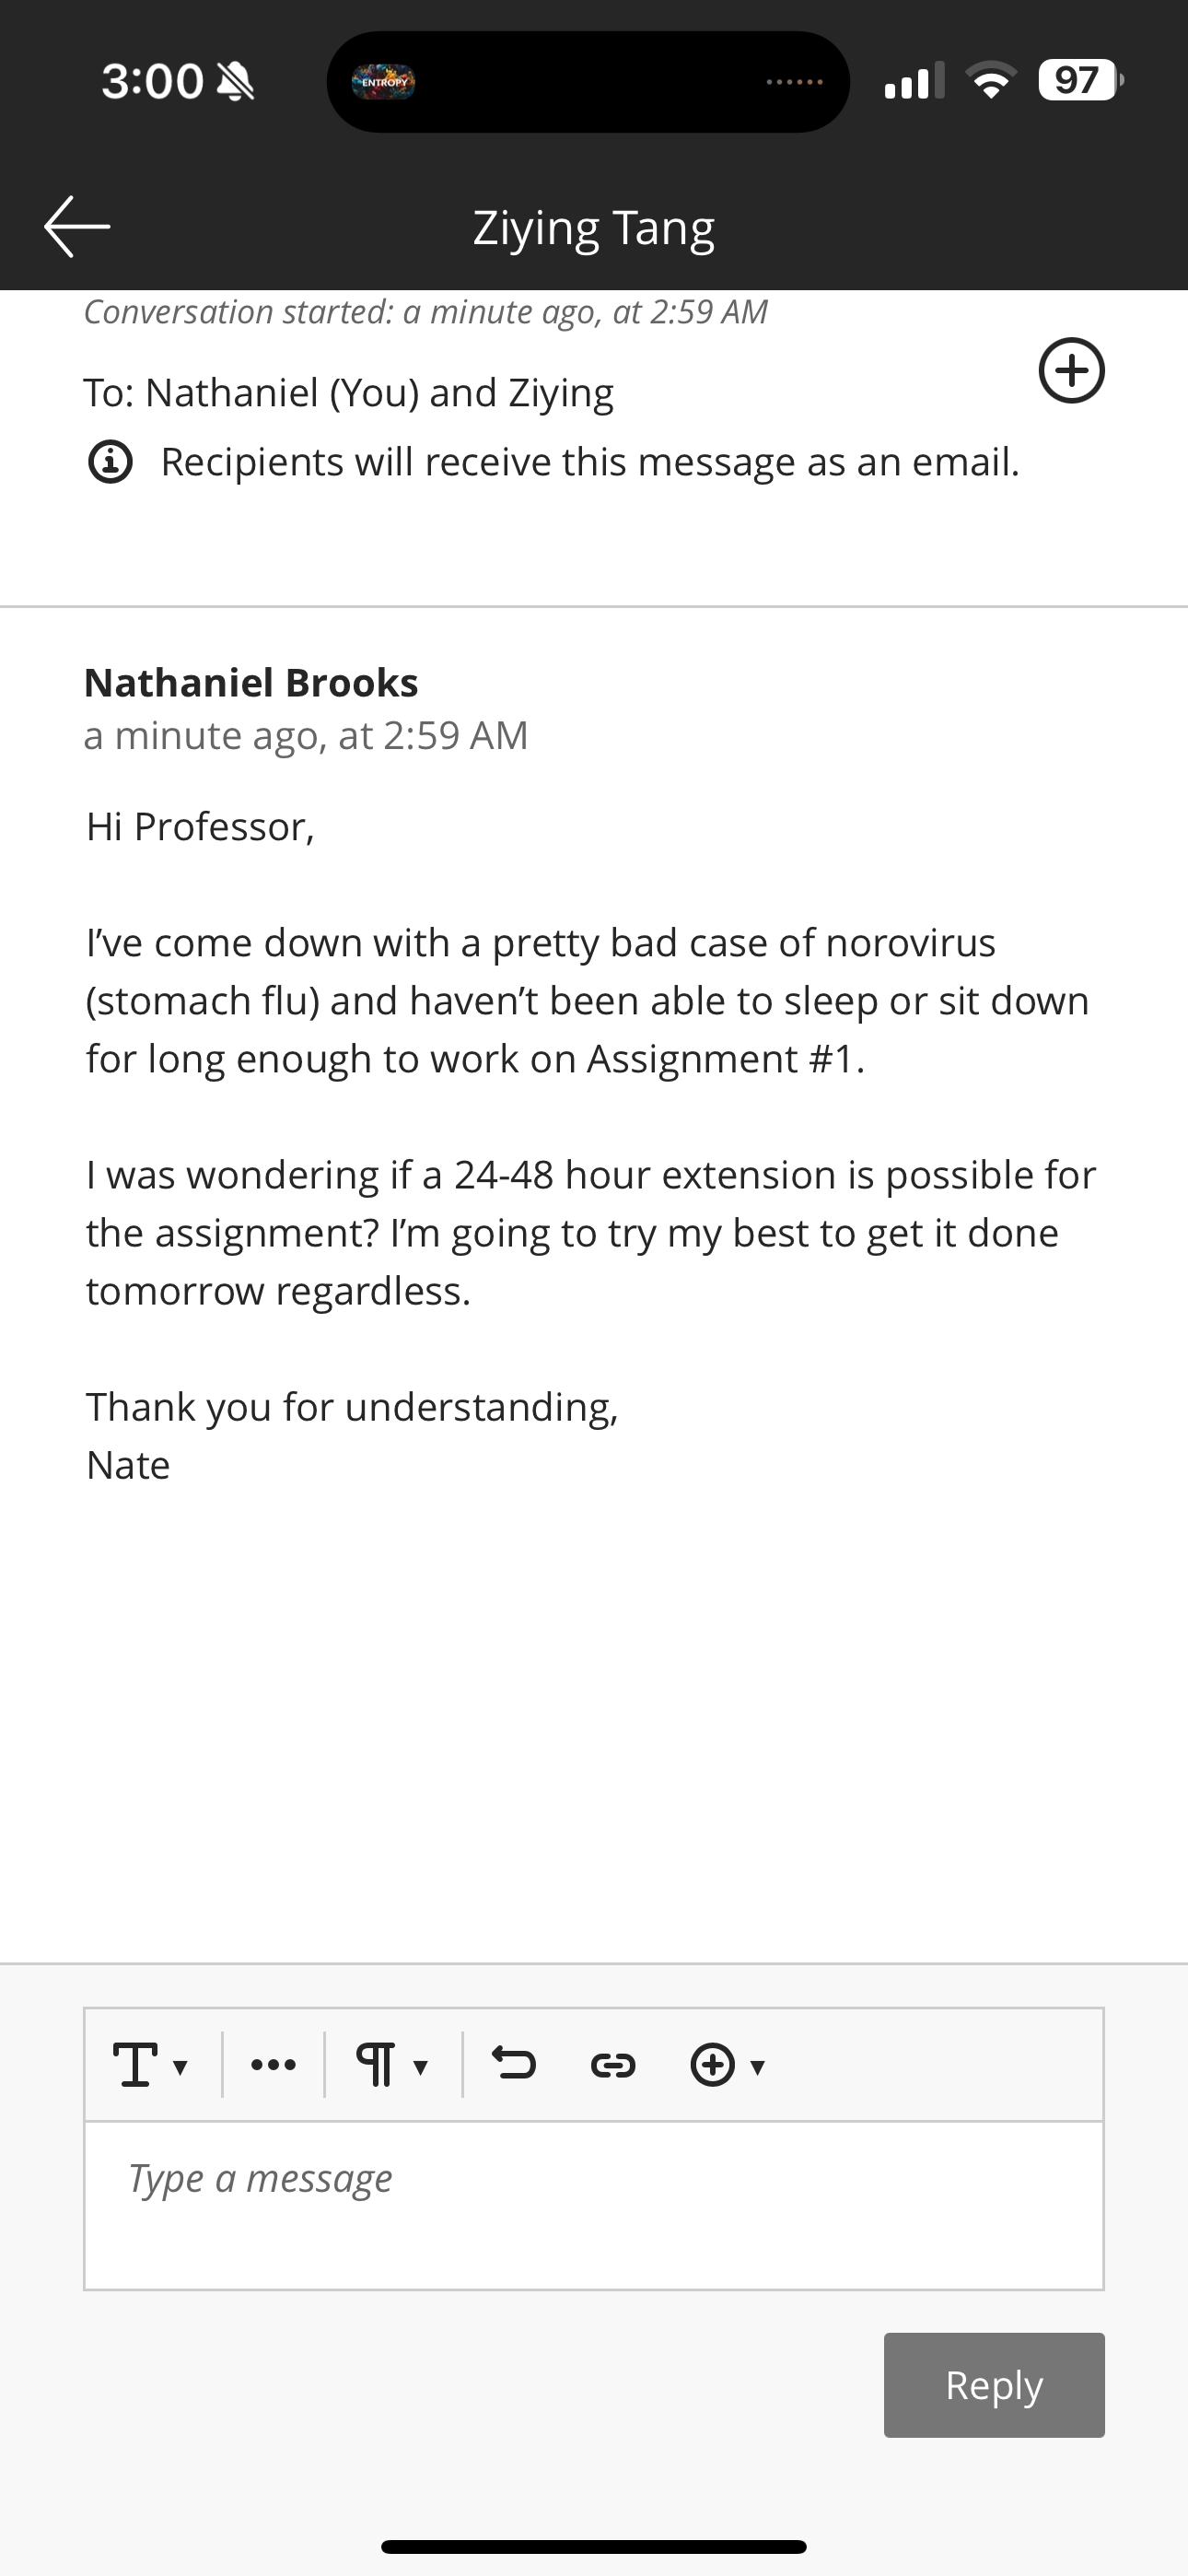 3:00
ENTROPY
97
Ziying Tang
Conversation started: a minute ago, at 2:59 AM
To: Nathaniel (You) and Ziying
Recipients will receive this message as an email.
Nathaniel Brooks
a minute ago, at 2:59 AM
Hi Professor,
I’ve come down with a pretty bad case of norovirus
(stomach flu) and haven’t been able to sleep or sit down
for long enough to work on Assignment #1.
I was wondering if a 24-48 hour extension is possible for
the assignment? I’m going to try my best to get it done
tomorrow regardless.
Thank you for understanding,
Nate
Type a message
Reply